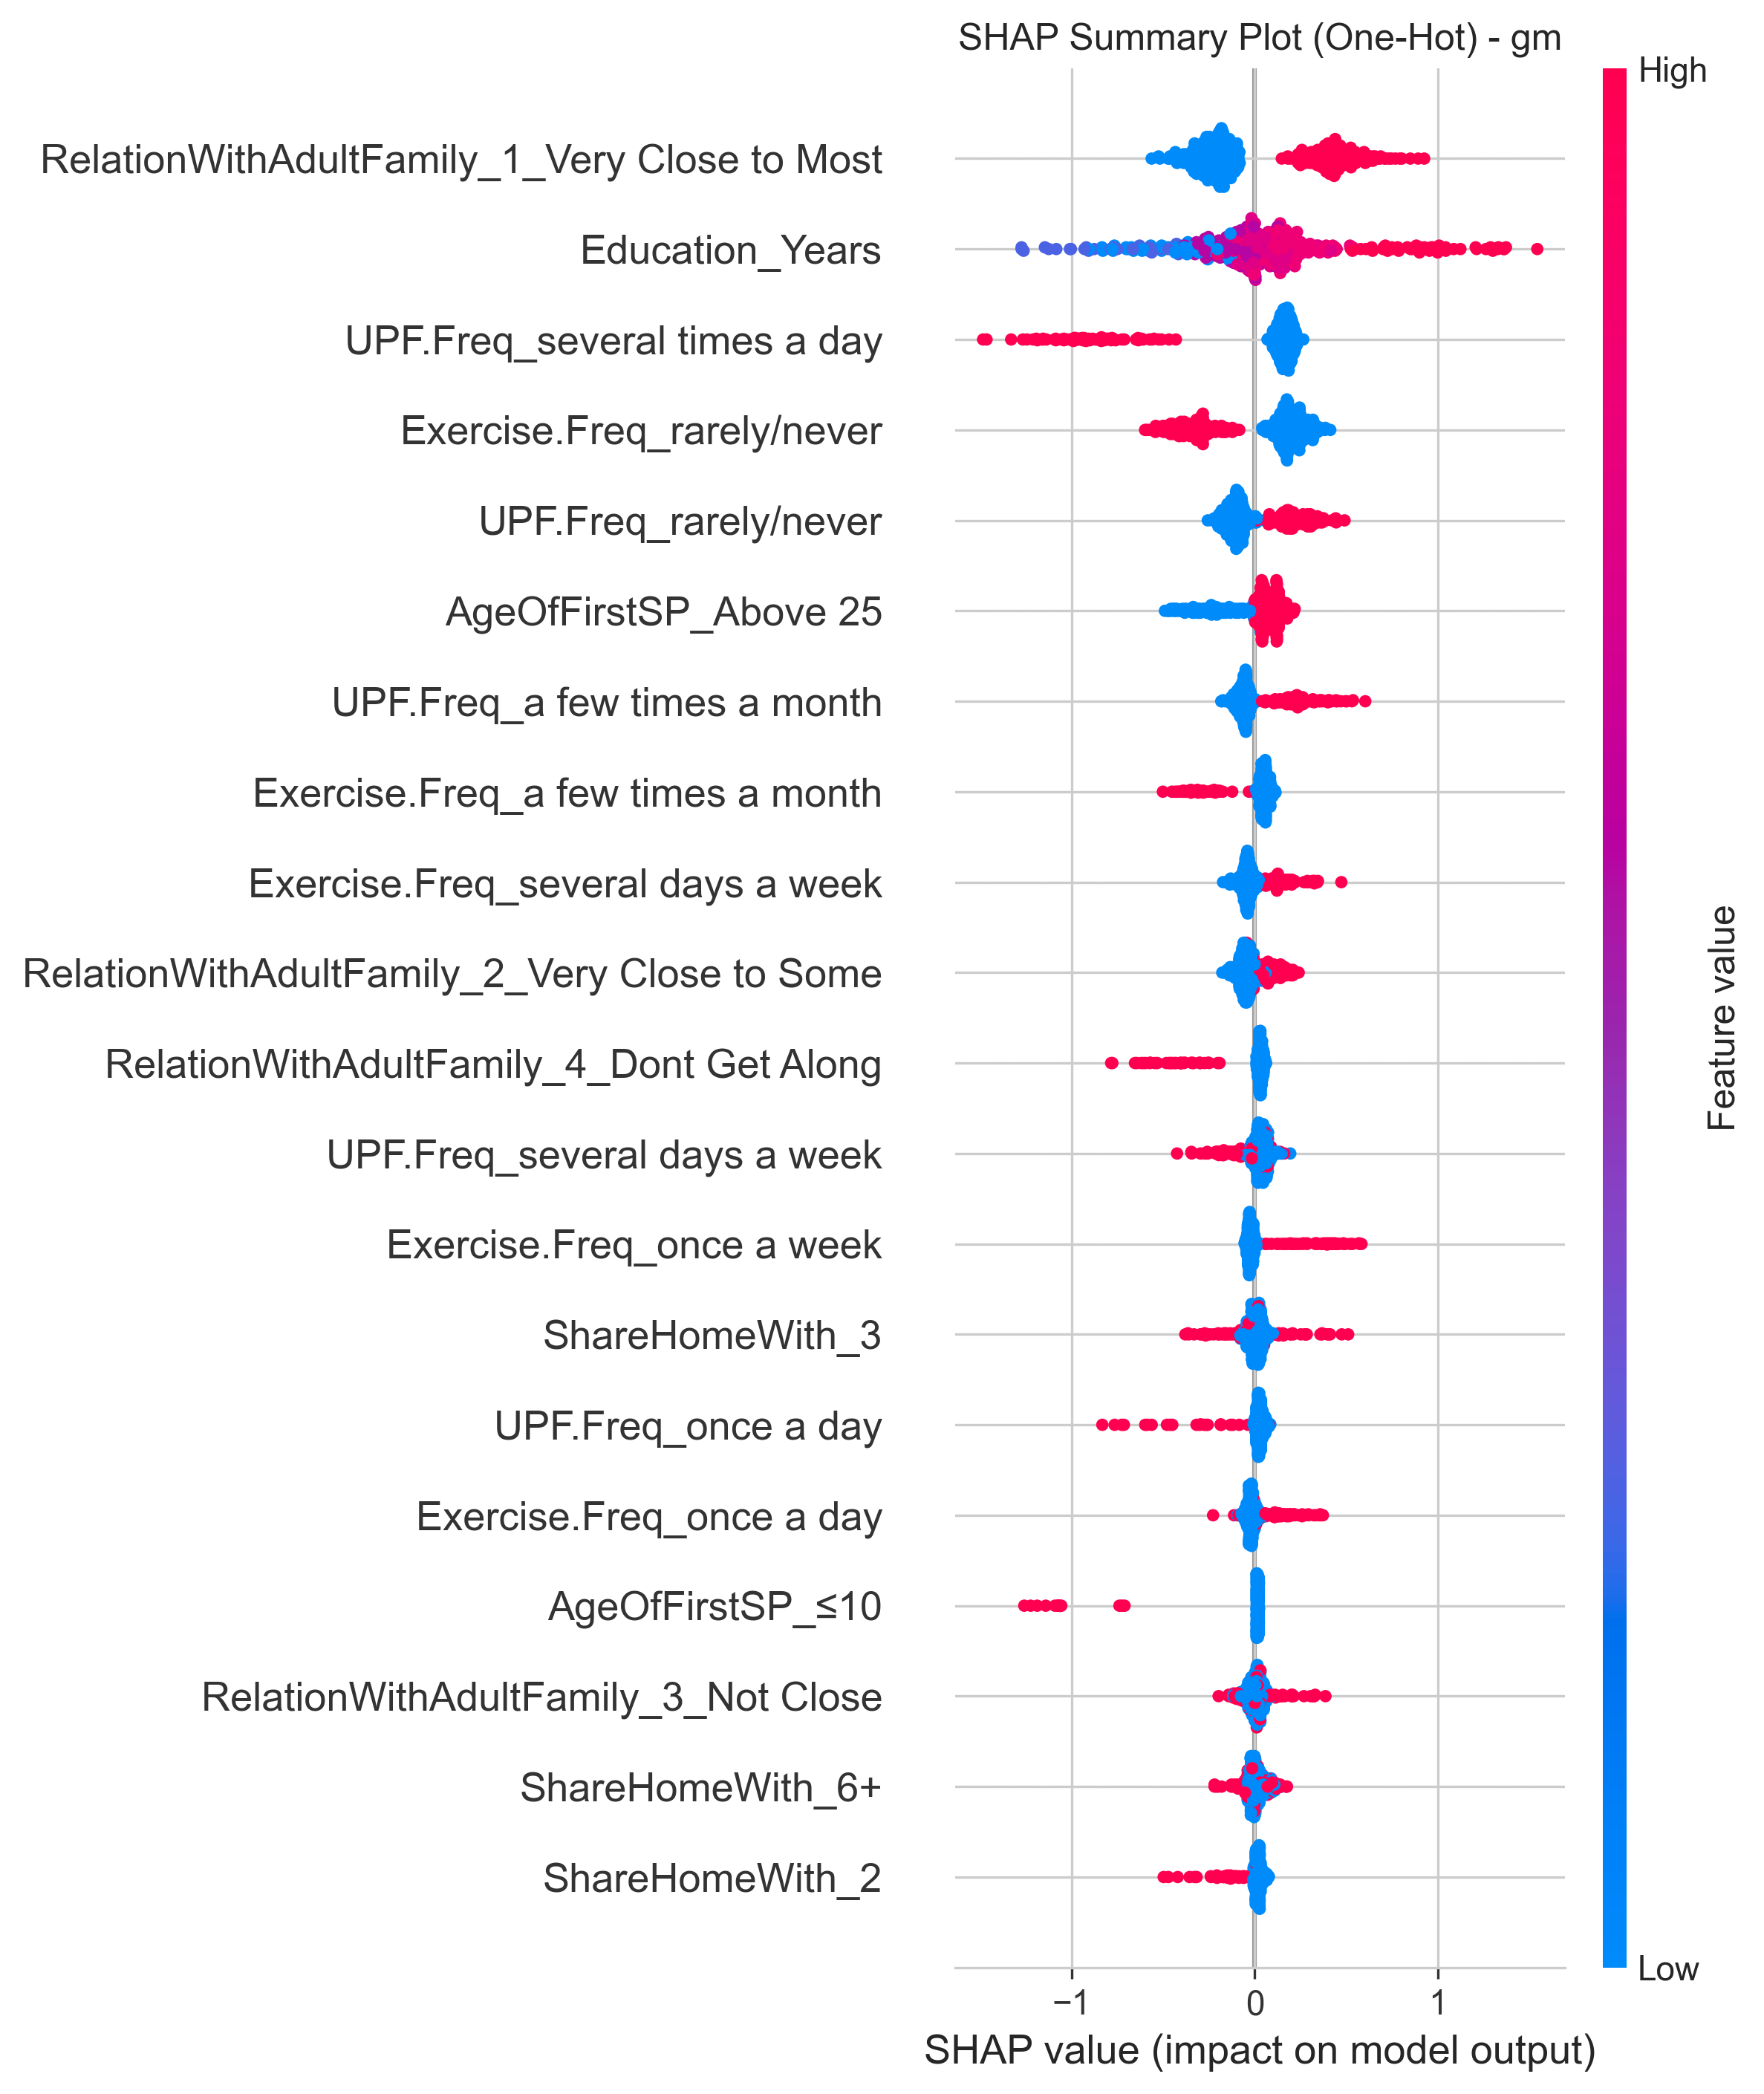 SHAP Summary Plot (One-Hot) - gm
High
RelationWithAdultFamily_1_Very Close to Most
Education_Years
UPF.Freq_several times a day
Exercise.Freq_rarely/never
UPF.Freq_rarely/never
AgeOfFirstSP_Above 25
UPF.Freq_a few times a month
Exercise.Freq_a few times a month
Exercise.Freq_several days a week
RelationWithAdultFamily_2_Very Close to Some
RelationWithAdultFamily_4_Dont Get Along
UPF.Freq_several days a week
Exercise.Freq_once a week
ShareHomeWith_3
UPF.Freq_once a day
Exercise.Freq_once a day
AgeOfFirstSP_≤10
RelationWithAdultFamily_3_Not Close
ShareHomeWith_6+
ShareHomeWith_2
Feature value
Low
−1 0 1
SHAP value (impact on model output)